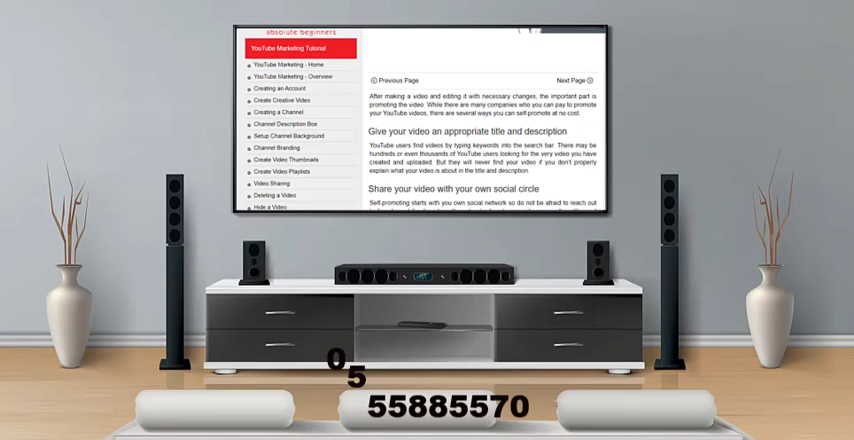 absolute beginners
YouTube Marketing Tutorial
YouTube Marketing - Home
YouTube Marketing - Overview
Creating an Account
Create Creative Video
Creating a Channel
Channel Description Box
Setup Channel Background
Channel Branding
Create Video Thumbnails
Create Video Playlists
Video Sharing
Deleting a Video
Hide a Video
Previous Page
Next Page
After making a video and editing it with necessary changes, the important part is
promoting the video. While there are many companies who you can pay to promote
your YouTube videos, there are several ways you can self-promote at no cost.
Give your video an appropriate title and description
YouTube users find videos by typing keywords into the search bar. There may be
hundreds or even thousands of YouTube users looking for the very video you have
created and uploaded. But they will never find your video if you don't properly
explain what your video is about in the title and description.
Share your video with your own social circle
Self-promoting starts with you own social network so do not be afraid to reach out
0
5
55885570